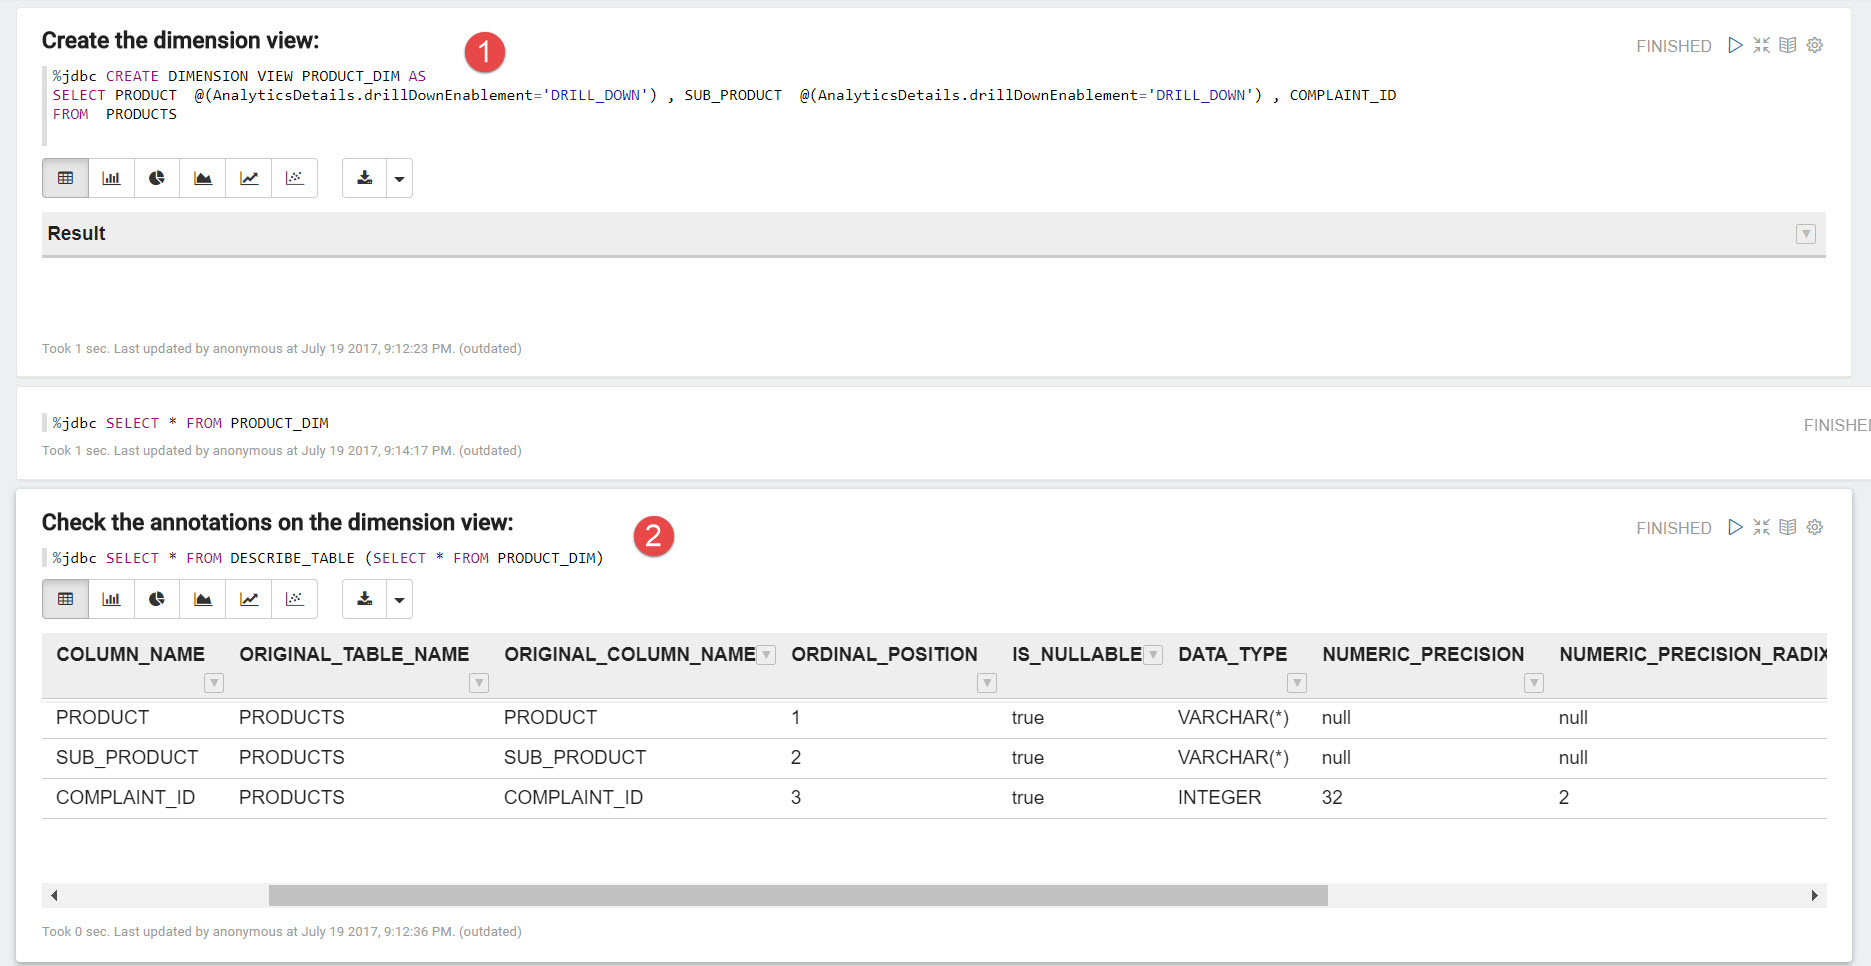 Create the dimension view:
1
FINISHED
%jdbc CREATE DIMENSION VIEW PRODUCT_DIM AS
SELECT PRODUCT  @(AnalyticsDetails.drillDownEnablement='DRILL_DOWN') , SUB_PRODUCT  @(AnalyticsDetails.drillDownEnablement='DRILL_DOWN') , COMPLAINT_ID
FROM  PRODUCTS
Result
Took 1 sec. Last updated by anonymous at July 19 2017, 9:12:23 PM. (outdated)
%jdbc SELECT * FROM PRODUCT_DIM
FINISHE
Took 1 sec. Last updated by anonymous at July 19 2017, 9:14:17 PM. (outdated)
Check the annotations on the dimension view:
2
FINISHED
%jdbc SELECT * FROM DESCRIBE_TABLE (SELECT * FROM PRODUCT_DIM)
COLUMN_NAME ORIGINAL_TABLE_NAME ORIGINAL_COLUMN_NAME ORDINAL_POSITION IS_NULLABLE DATA_TYPE NUMERIC_PRECISION NUMERIC_PRECISION_RADIX
PRODUCT PRODUCTS PRODUCT 1 true VARCHAR(*) null null
SUB_PRODUCT PRODUCTS SUB_PRODUCT 2 true VARCHAR(*) null null
COMPLAINT_ID PRODUCTS COMPLAINT_ID 3 true INTEGER 32 2
Took 0 sec. Last updated by anonymous at July 19 2017, 9:12:36 PM. (outdated)